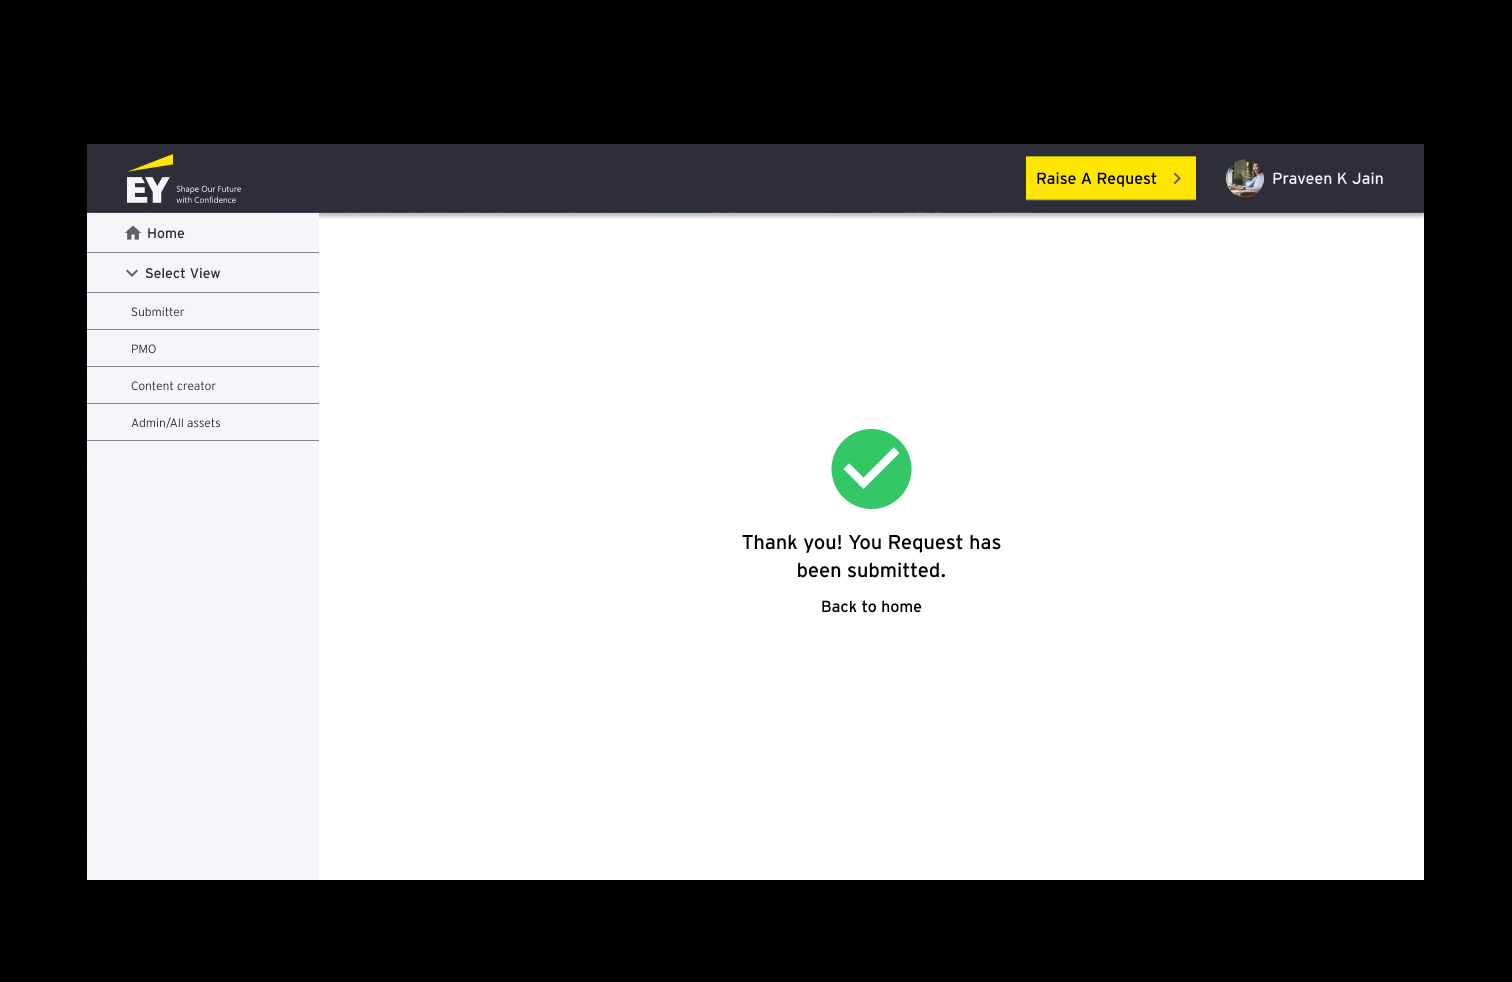 EY
Shape Our Future
with Confidence
Raise A Request
Praveen K Jain
Home
Select View
Submitter
PMO
Content creator
Admin/All assets
Thank you! You Request has
been submitted.
Back to home